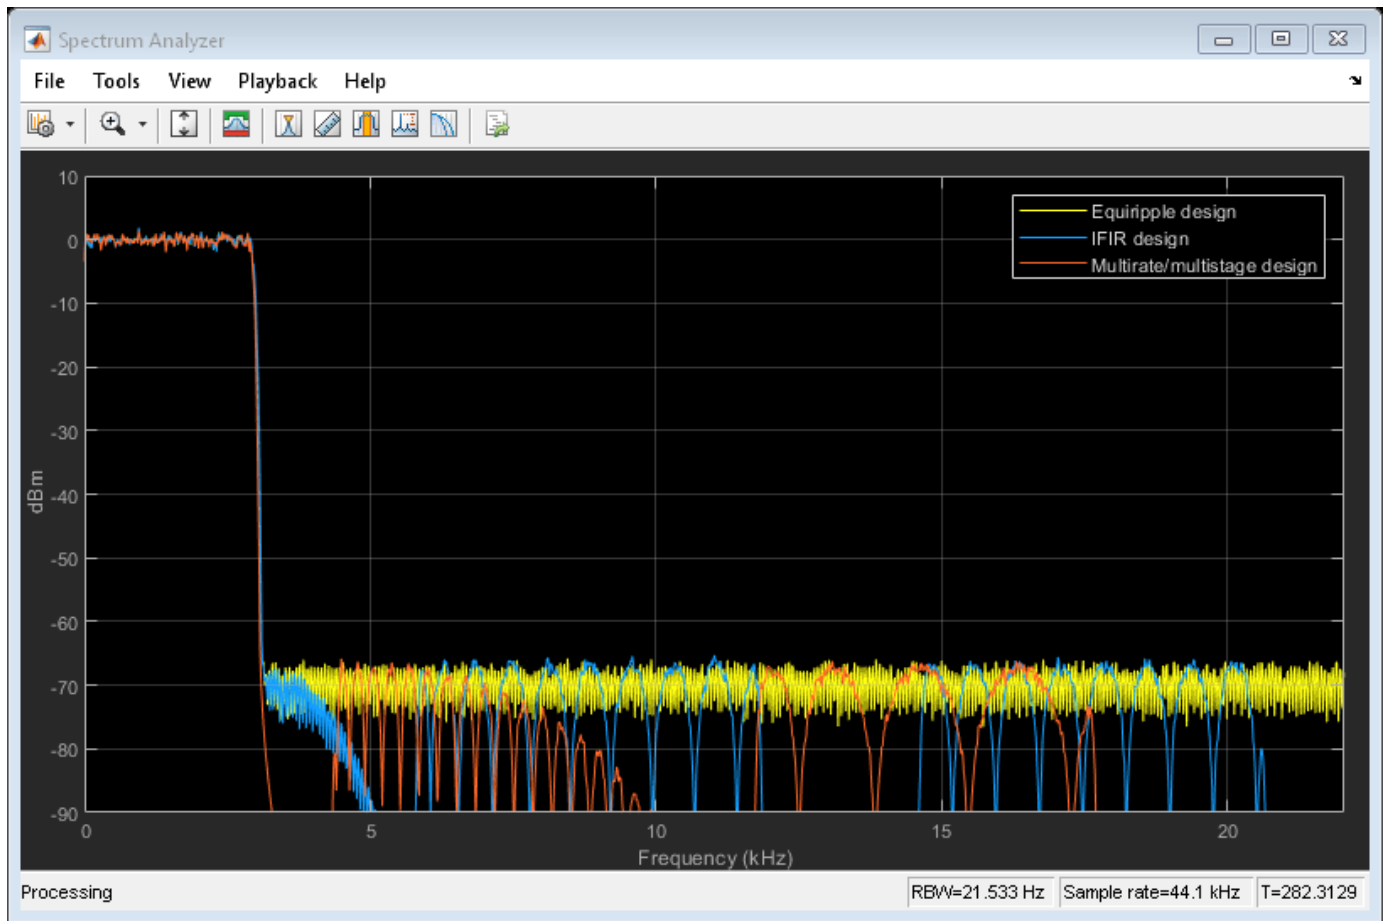 Spectrum Analyzer
File Tools View Playback Help
10
0
-10
-20
-30
-40
-50
-60
-70
-80
-90
dBm
Equiripple design
IFIR design
Multirate/multistage design
0 5 10 15 20
Frequency (kHz)
Processing
RBW=21.533 Hz Sample rate=44.1 kHz T=282.3129